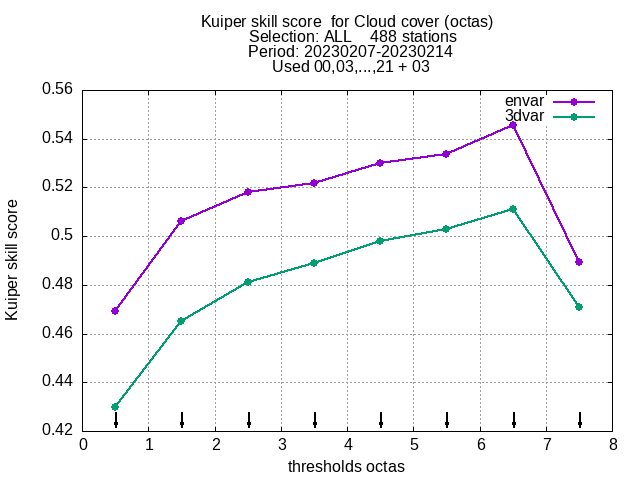 Kuiper skill score  for Cloud cover (octas)
Selection: ALL    488 stations
Period: 20230207-20230214
Used 00,03,...,21 + 03
envar
3dvar
0.56
0.54
0.52
0.5
0.48
0.46
0.44
0.42
Kuiper skill score
0 1 2 3 4 5 6 7 8
thresholds octas